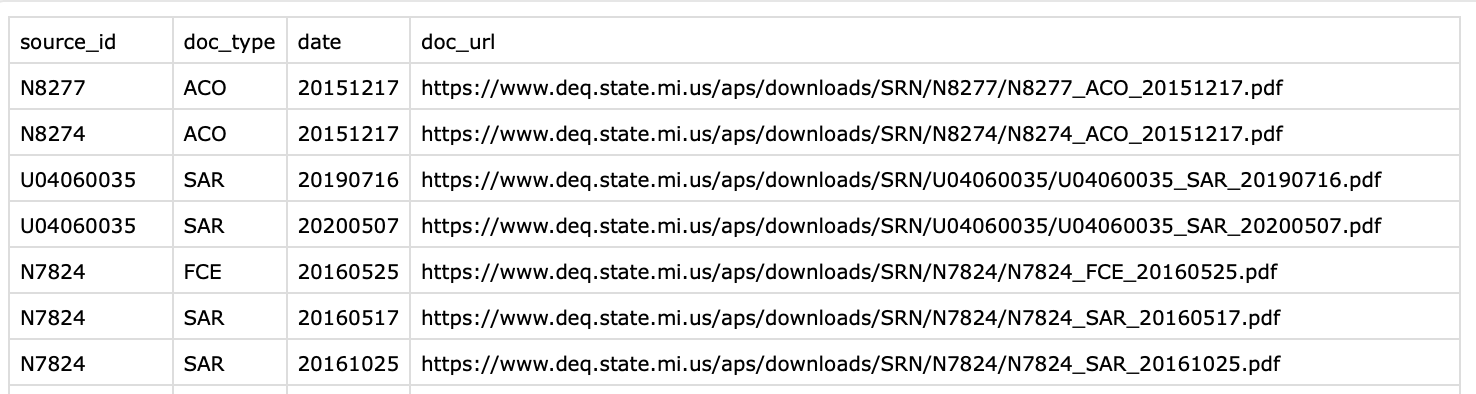 source_id doc_type date doc_url
N8277 ACO 20151217 https://www.deq.state.mi.us/aps/downloads/SRN/N8277/N8277_ACO_20151217.pdf
N8274 ACO 20151217 https://www.deq.state.mi.us/aps/downloads/SRN/N8274/N8274_ACO_20151217.pdf
U04060035 SAR 20190716 https://www.deq.state.mi.us/aps/downloads/SRN/U04060035/U04060035_SAR_20190716.pdf
U04060035 SAR 20200507 https://www.deq.state.mi.us/aps/downloads/SRN/U04060035/U04060035_SAR_20200507.pdf
N7824 FCE 20160525 https://www.deq.state.mi.us/aps/downloads/SRN/N7824/N7824_FCE_20160525.pdf
N7824 SAR 20160517 https://www.deq.state.mi.us/aps/downloads/SRN/N7824/N7824_SAR_20160517.pdf
N7824 SAR 20161025 https://www.deq.state.mi.us/aps/downloads/SRN/N7824/N7824_SAR_20161025.pdf